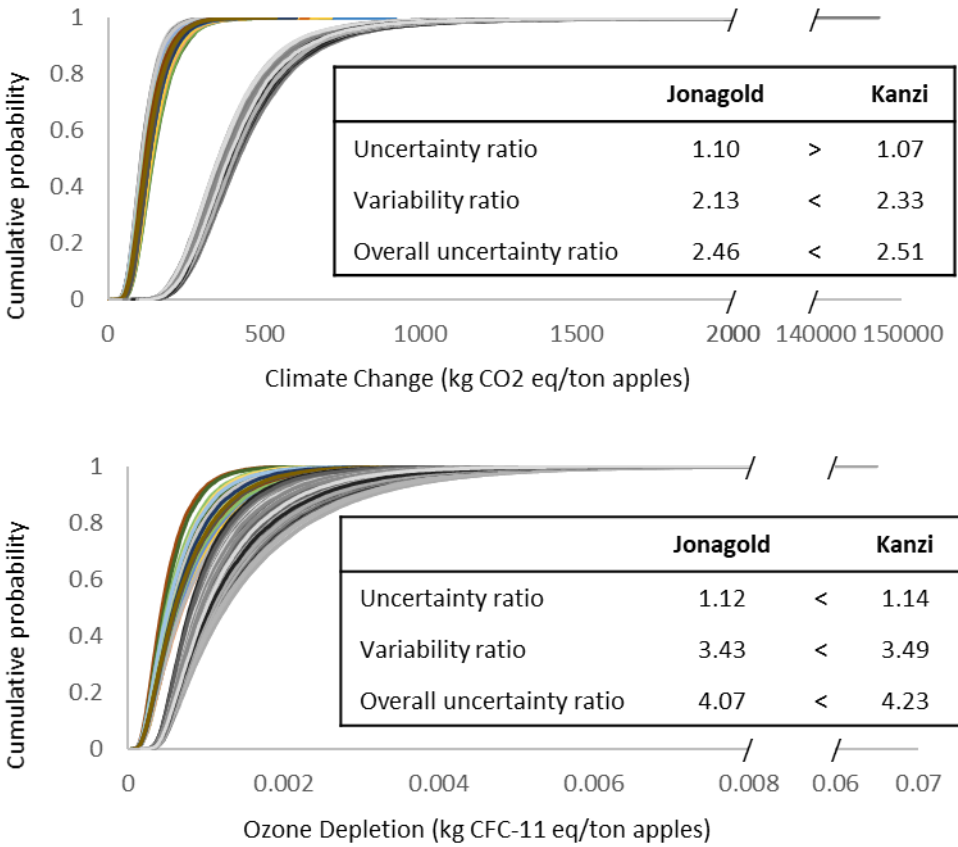 Cumulative probability
1
0.8
0.6
0.4
0.2
0
Jonagold Kanzi
Uncertainty ratio 1.10 > 1.07
Variability ratio 2.13 < 2.33
Overall uncertainty ratio 2.46 < 2.51
0 500 1000 1500 2000 140000 150000
Climate Change (kg CO2 eq/ton apples)
Cumulative probability
1
0.8
0.6
0.4
0.2
0
Jonagold Kanzi
Uncertainty ratio 1.12 < 1.14
Variability ratio 3.43 < 3.49
Overall uncertainty ratio 4.07 < 4.23
0 0.002 0.004 0.006 0.008 0.06 0.07
Ozone Depletion (kg CFC-11 eq/ton apples)